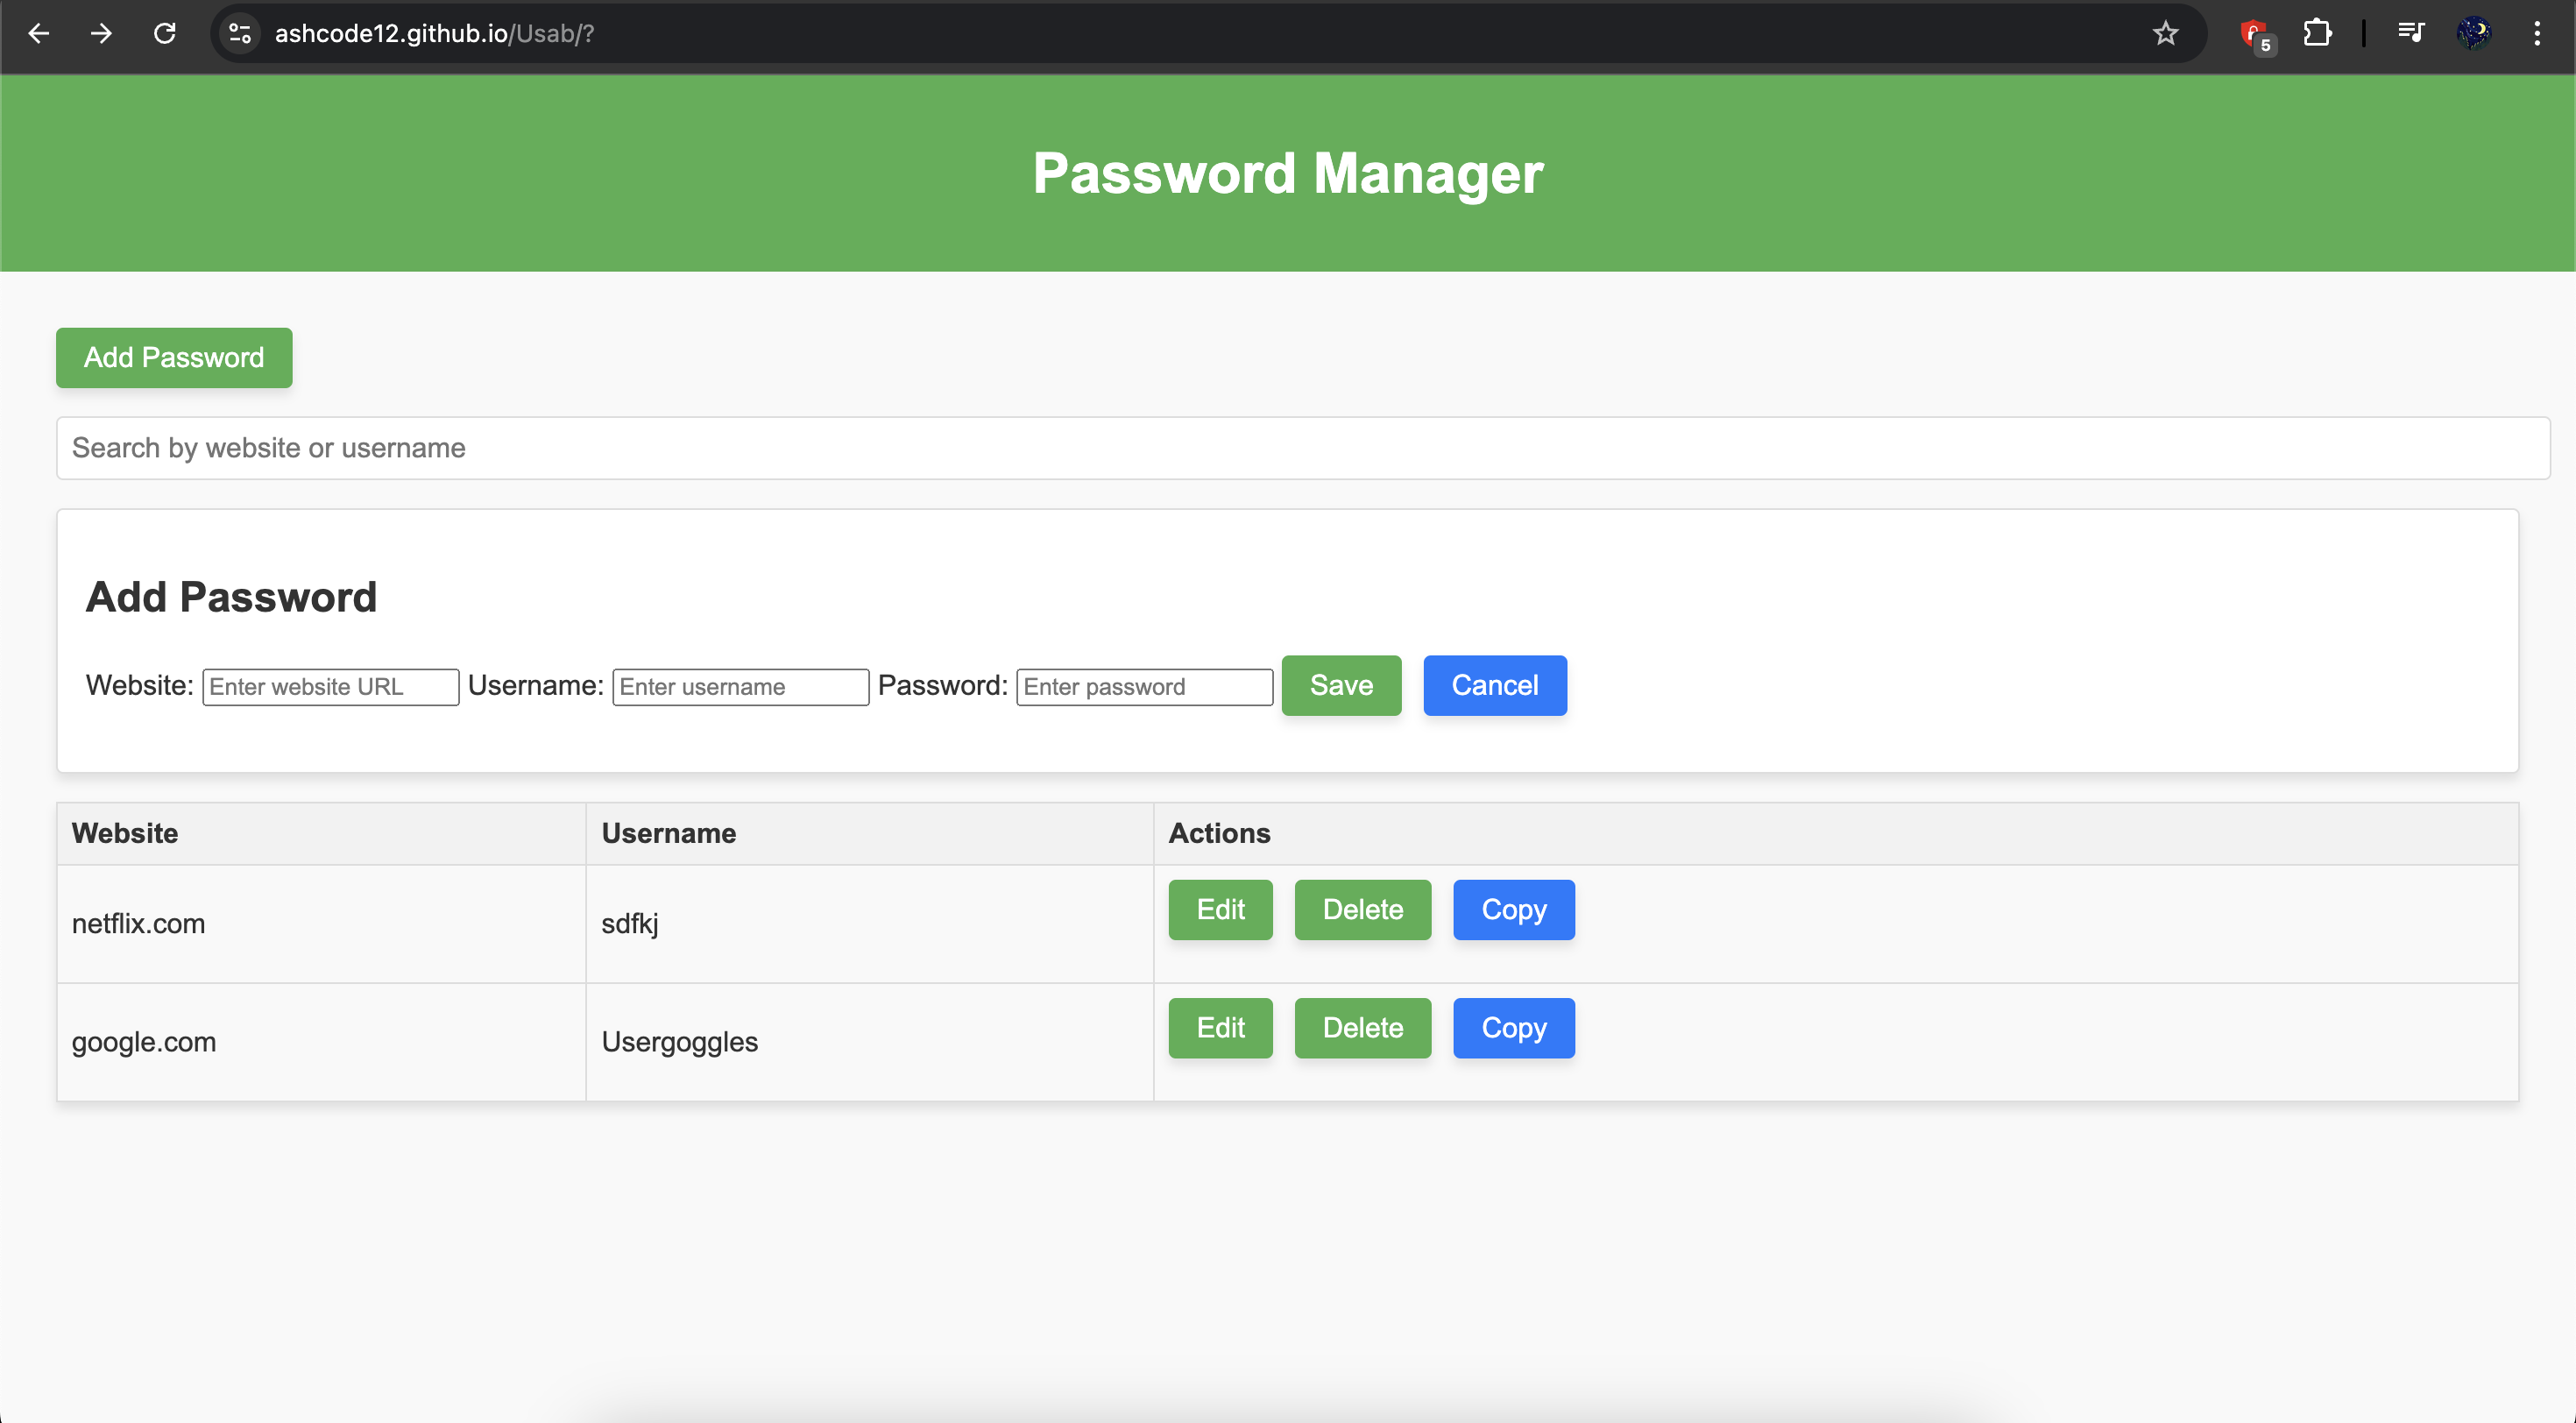 ashcode12.github.io/Usab/?
5
Password Manager
Add Password
Search by website or username
Add Password
Website: Enter website URL Username: Enter username Password: Enter password Save Cancel
Website Username Actions
netflix.com sdfkj Edit Delete Copy
google.com Usergoggles Edit Delete Copy